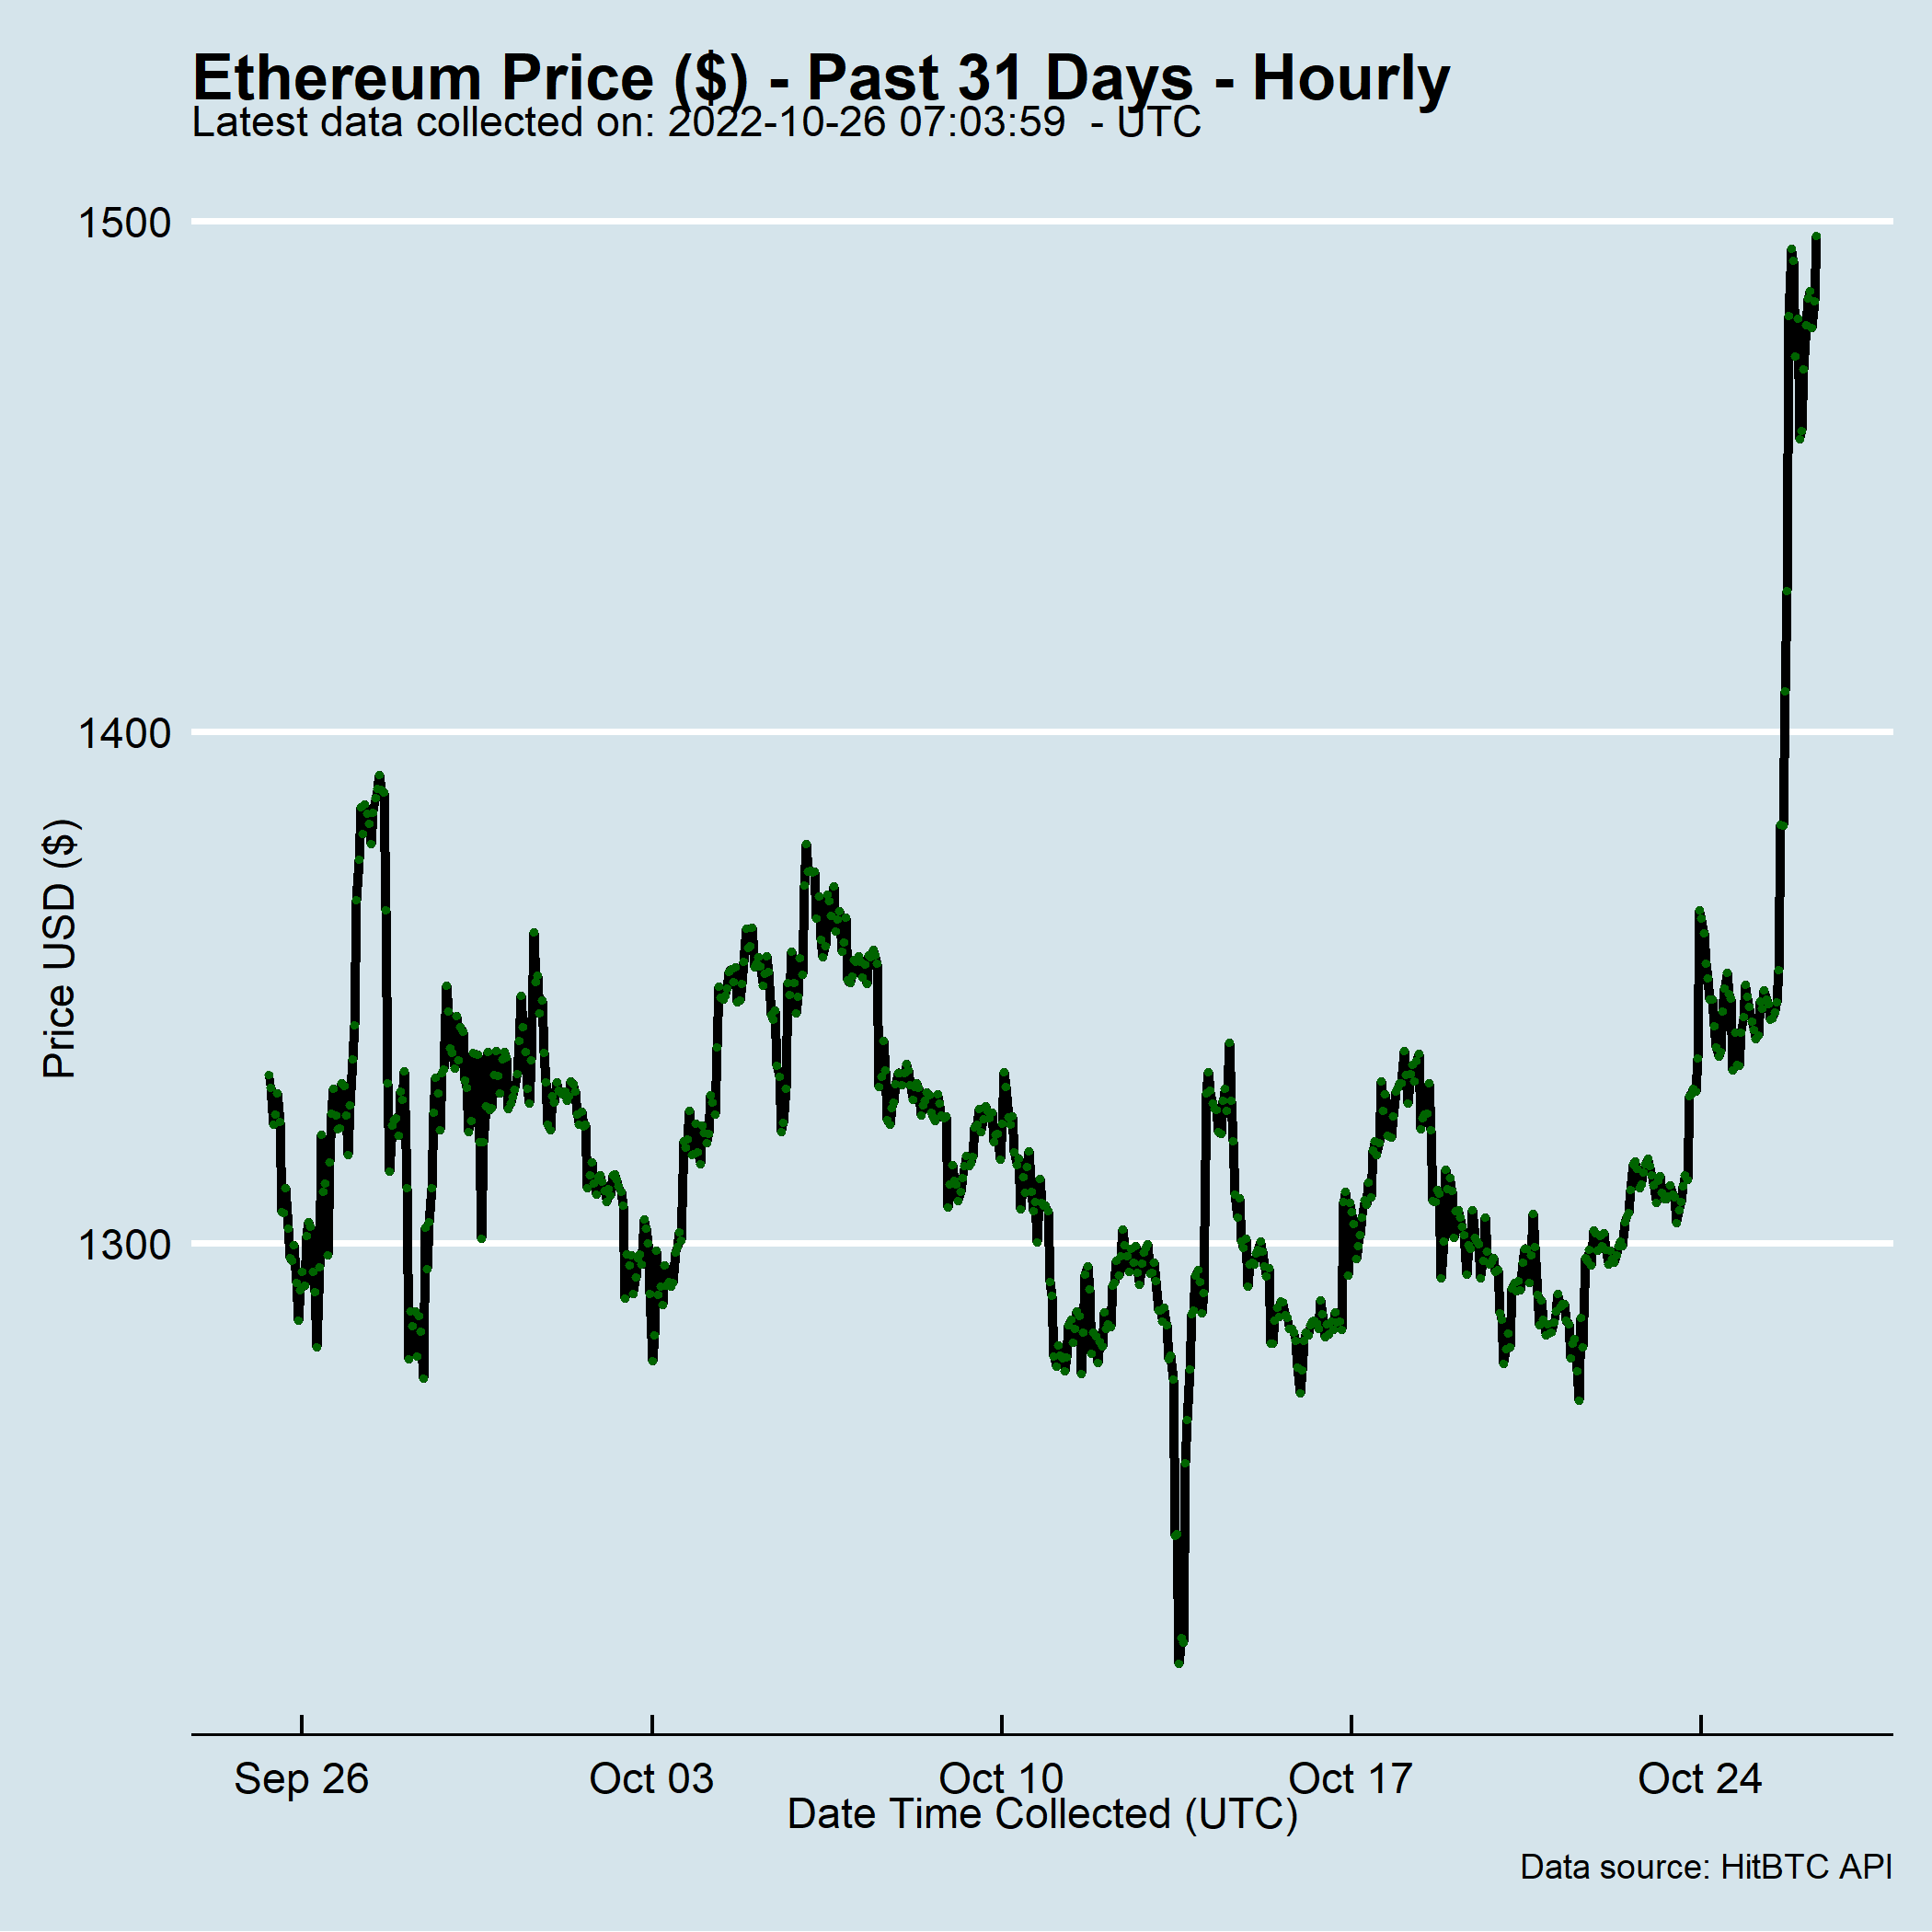 Ethereum Price ($) - Past 31 Days - Hourly
Latest data collected on: 2022-10-26 07:03:59  - UTC
1500
1400
Price USD ($)
1300
Sep 26 Oct 03 Oct 10 Oct 17 Oct 24
Date Time Collected (UTC)
Data source: HitBTC API